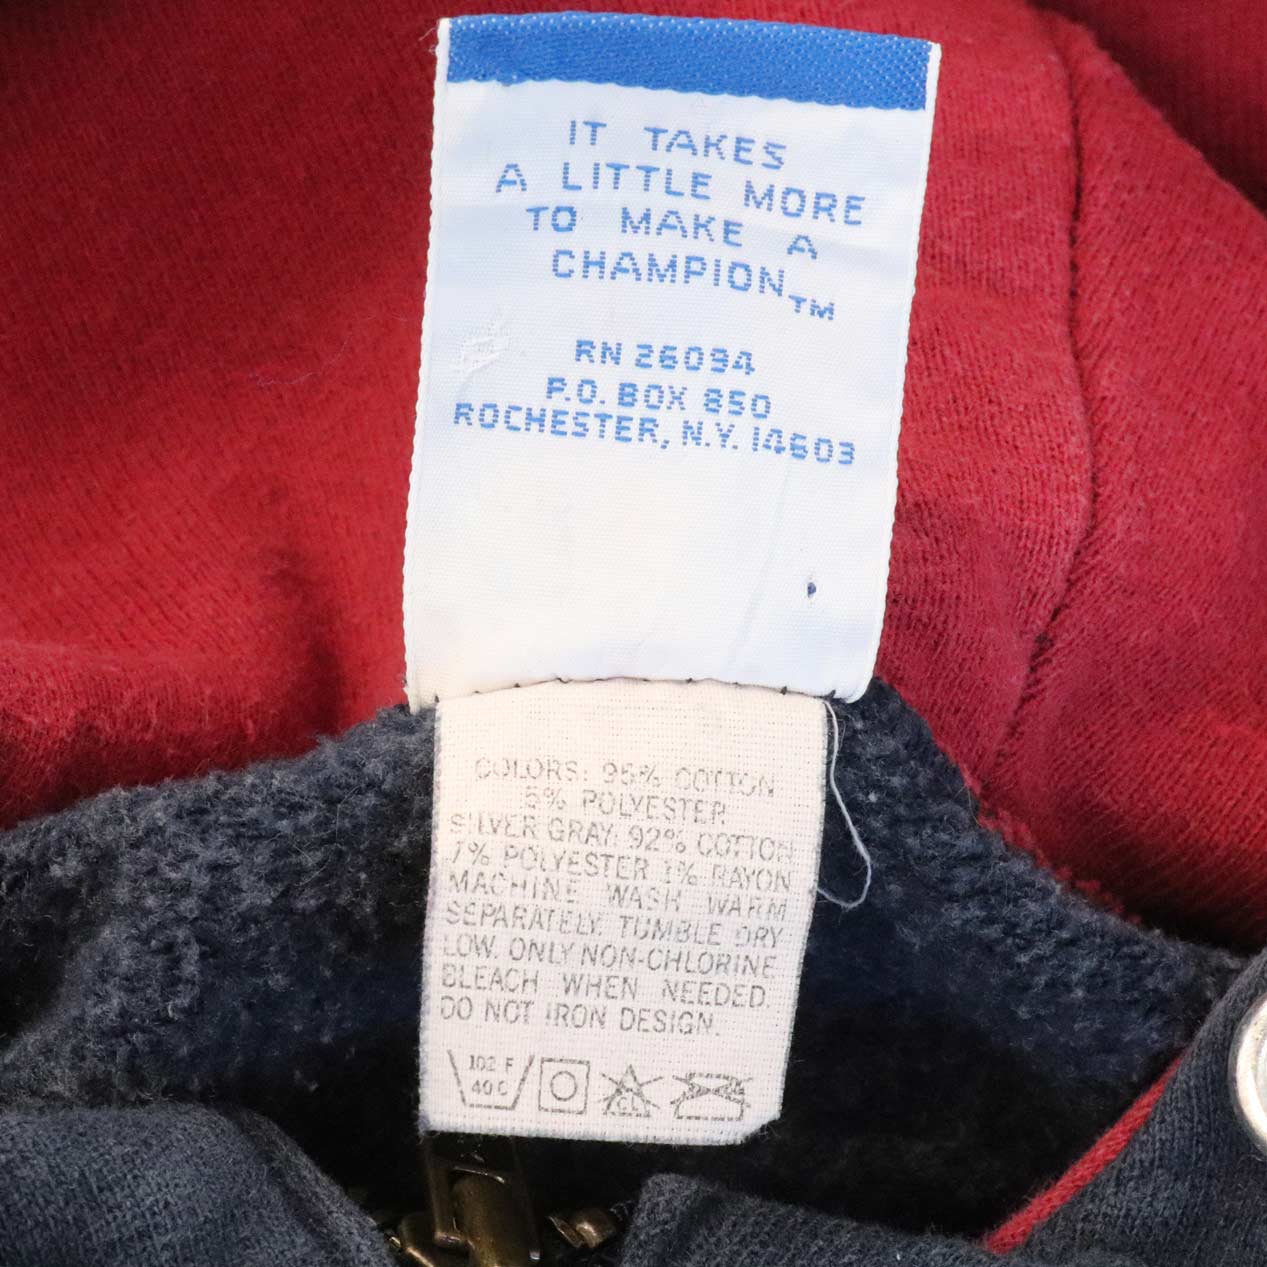 IT TAKES
A LITTLE MORE
TO MAKE A
CHAMPION TM
RN 26094
P.O. BOX 850
ROCHESTER, N.Y. 14603
COLORS: 95% COTTON
5% POLYESTER
SILVER GRAY: 92% COTTON
7% POLYESTER 1% RAYON
MACHINE WASH WARM
SEPARATELY. TUMBLE DRY
LOW. ONLY NON-CHLORINE
BLEACH WHEN NEEDED.
DO NOT IRON DESIGN.
102 F
40 C
CL